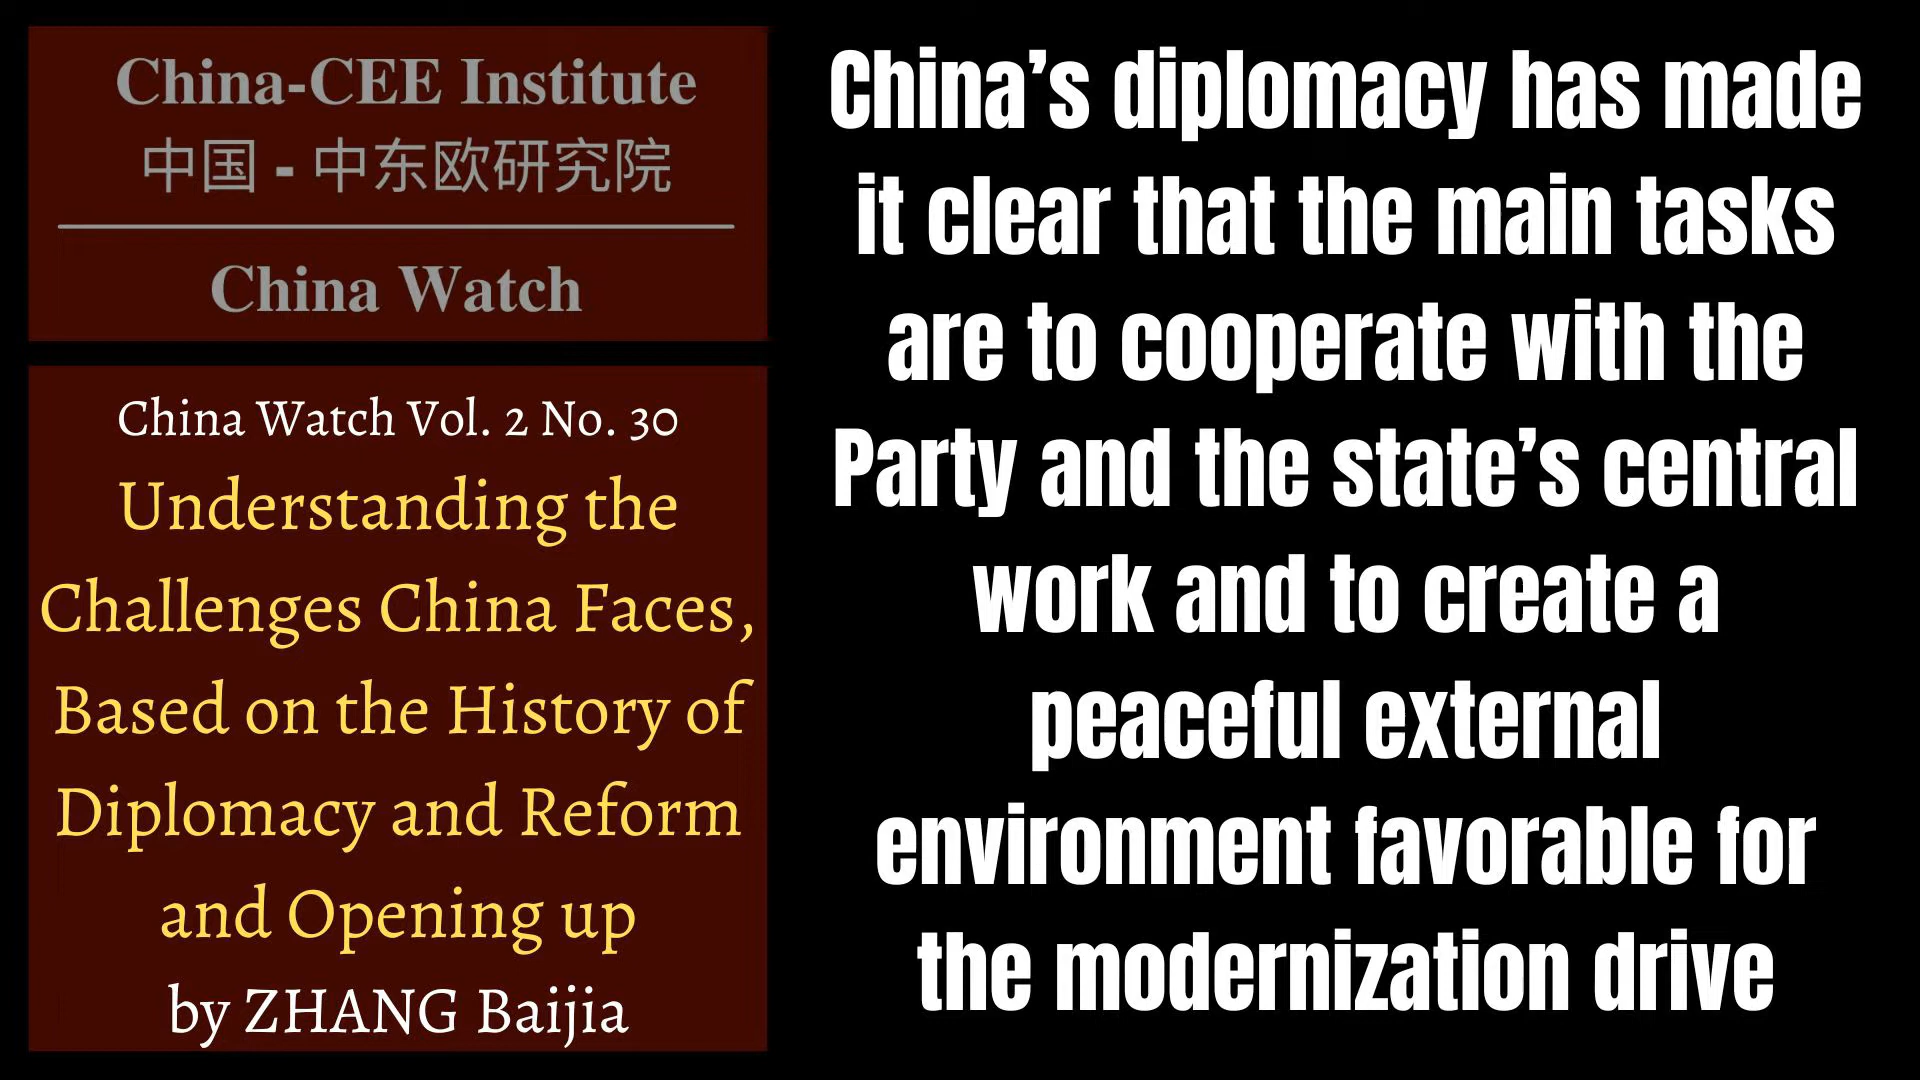 China-CEE Institute
中国 - 中东欧研究院
China Watch
China Watch Vol. 2 No. 30
Understanding the
Challenges China Faces,
Based on the History of
Diplomacy and Reform
and Opening up
by ZHANG Baijia
China’s diplomacy has made
it clear that the main tasks
are to cooperate with the
Party and the state’s central
work and to create a
peaceful external
environment favorable for
the modernization drive